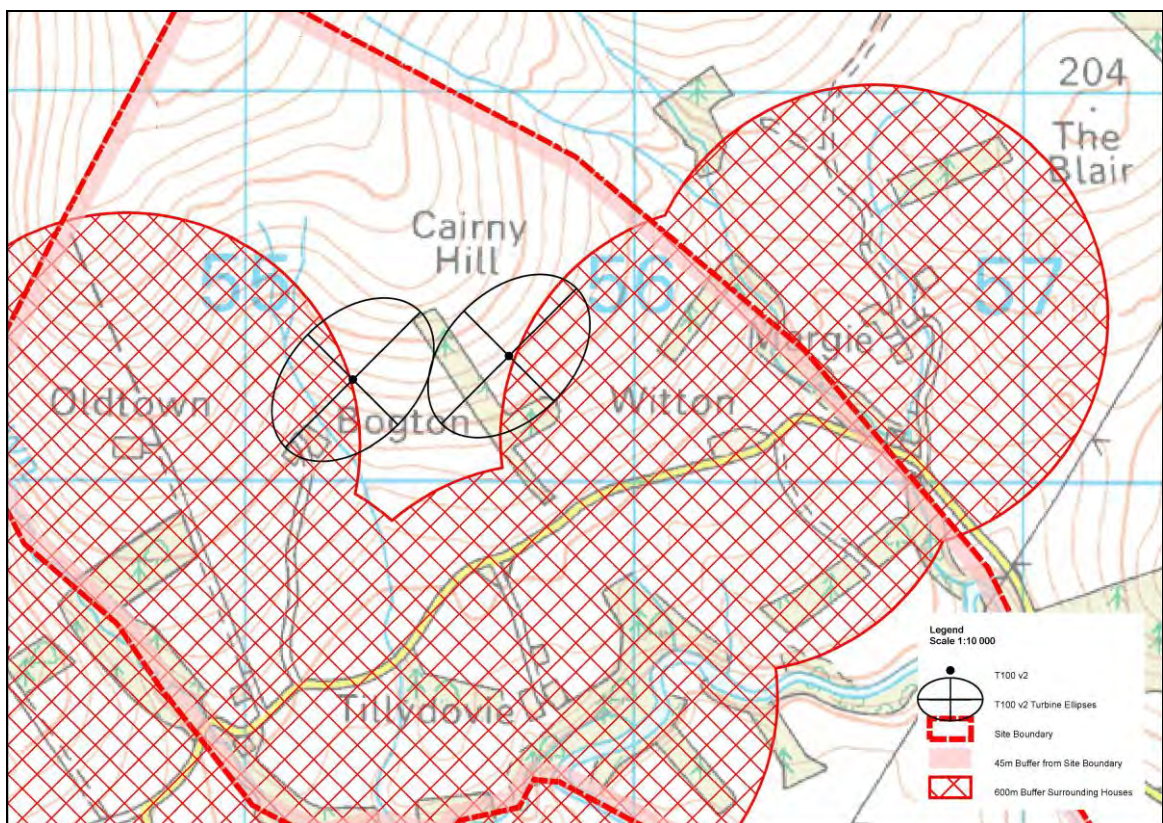 204
The
Blair
Cairny
Hill
55
56
57
Margie
Oldtown
Bogton
Witton
Tillydovie
Legend
Scale 1:10 000
T100 v2
T100 v2 Turbine Ellipses
Site Boundary
45m Buffer from Site Boundary
600m Buffer Surrounding Houses